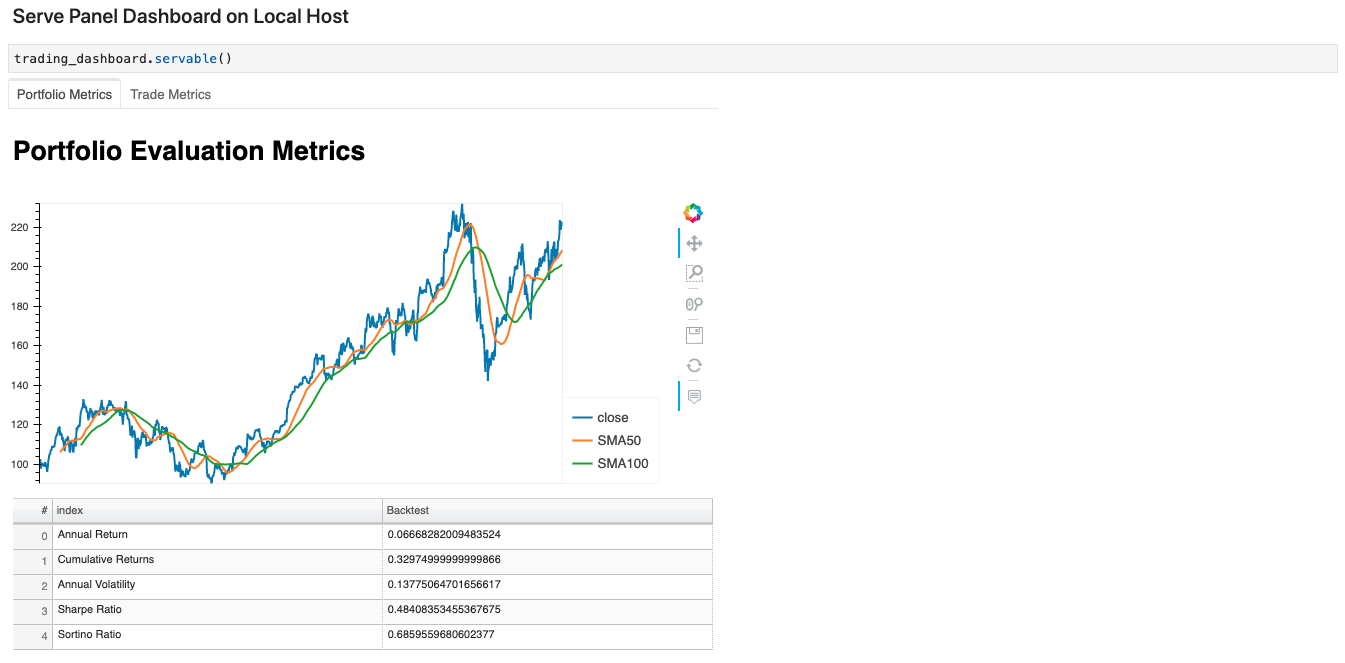 Serve Panel Dashboard on Local Host
trading_dashboard.servable()
Portfolio Metrics Trade Metrics
Portfolio Evaluation Metrics
220
200
180
160
140
120
100
close
SMA50
SMA100
# index Backtest
0 Annual Return 0.06668282009483524
1 Cumulative Returns 0.32974999999999866
2 Annual Volatility 0.13775064701656617
3 Sharpe Ratio 0.48408353455367675
4 Sortino Ratio 0.6859559680602377